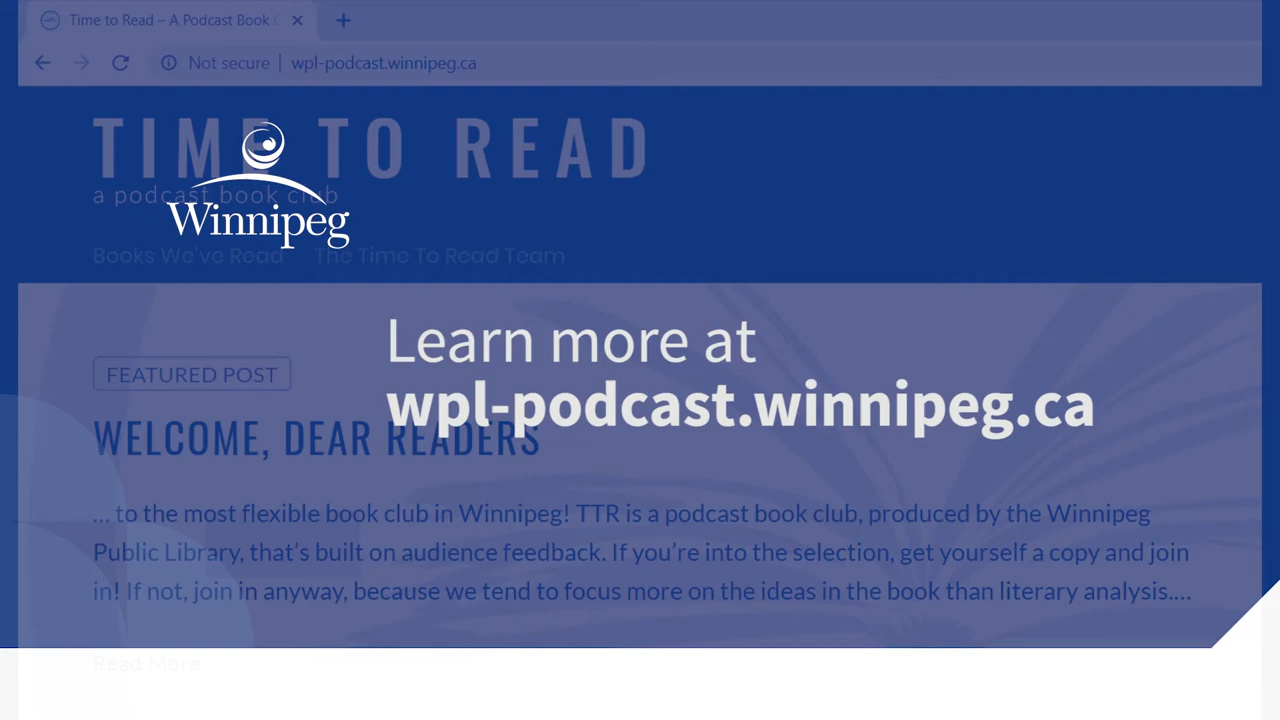 Time to Read – A Podcast Book C
Not secure | wpl-podcast.winnipeg.ca
TIME TO READ
a podcast book club
Winnipeg
Books We've Read The Time To Read Team
Learn more at
wpl-podcast.winnipeg.ca
FEATURED POST
WELCOME, DEAR READERS
... to the most flexible book club in Winnipeg! TTR is a podcast book club, produced by the Winnipeg
Public Library, that's built on audience feedback. If you're into the selection, get yourself a copy and join
in! If not, join in anyway, because we tend to focus more on the ideas in the book than literary analysis....
Read More